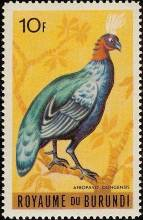 10F
AFROPAVO CONGENSIS
ROYAUME DU BURUNDI